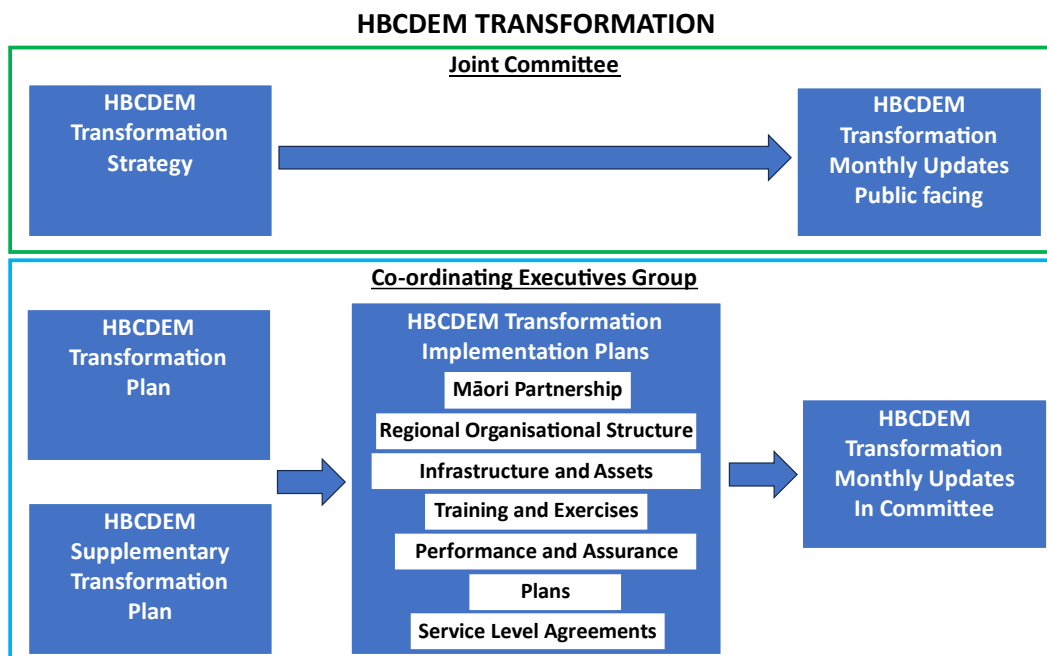 HBCDEM TRANSFORMATION
Joint Committee
HBCDEM
Transformation
Strategy
HBCDEM
Transformation
Monthly Updates
Public facing
Co-ordinating Executives Group
HBCDEM
Transformation
Plan
HBCDEM
Supplementary
Transformation
Plan
HBCDEM Transformation
Implementation Plans
Māori Partnership
Regional Organisational Structure
Infrastructure and Assets
Training and Exercises
Performance and Assurance
Plans
Service Level Agreements
HBCDEM
Transformation
Monthly Updates
In Committee